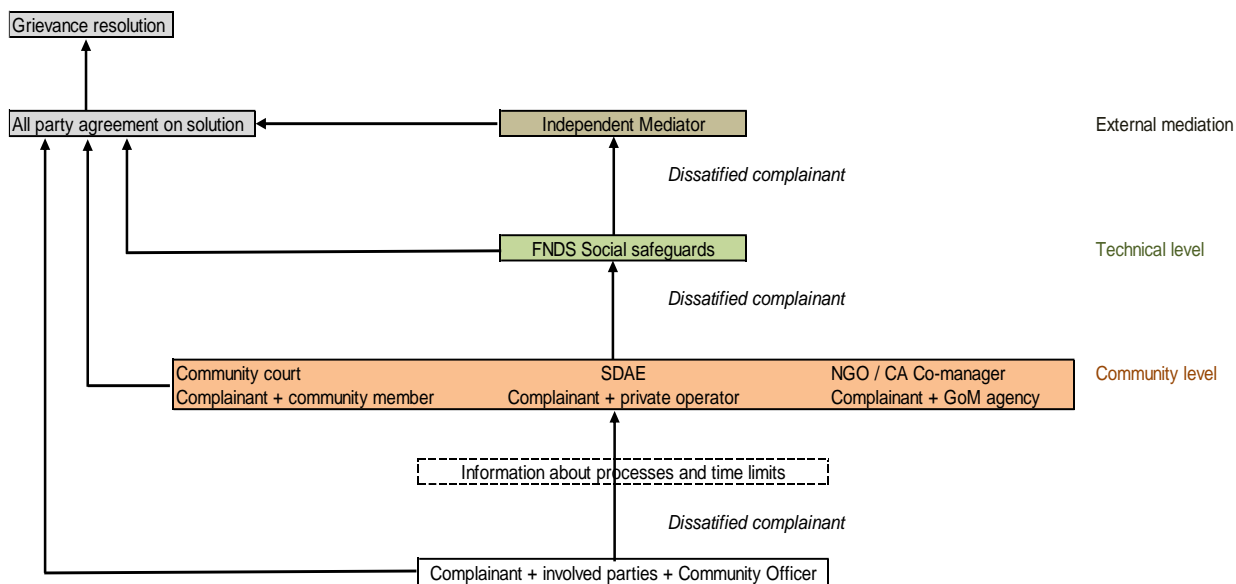 Grievance resolution
All party agreement on solution
Independent Mediator
External mediation
Dissatified complainant
FNDS Social safeguards
Technical level
Dissatified complainant
Community court
SDAE
NGO / CA Co-manager
Community level
Complainant + community member
Complainant + private operator
Complainant + GoM agency
Information about processes and time limits
Dissatified complainant
Complainant + involved parties + Community Officer